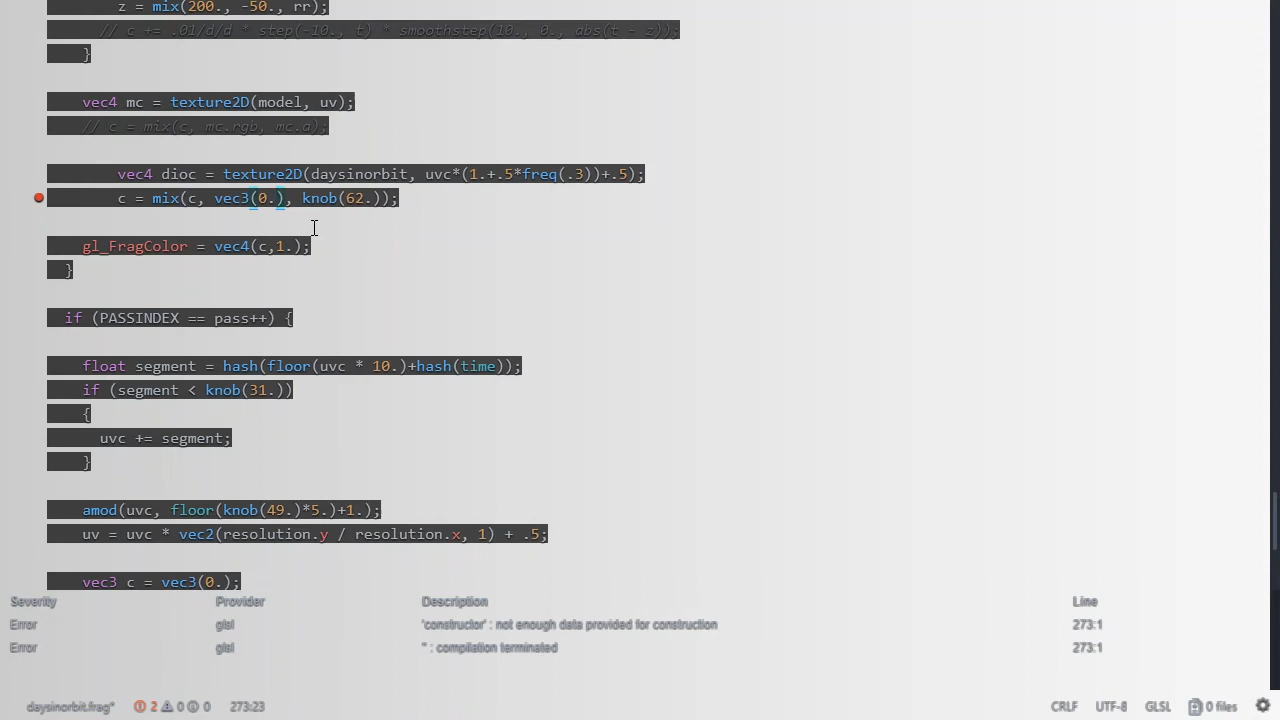 z = mix(200., -50., rr);
// c += .01/d/d * step(-10., t) * smoothstep(10., 0., abs(t - z));
}
vec4 mc = texture2D(model, uv);
// c = mix(c, mc.rgb, mc.a);
vec4 dioc = texture2D(daysinorbit, uvc*(1.+.5*freq(.3))+.5);
c = mix(c, vec3(0.), knob(62.));
gl_FragColor = vec4(c,1.);
}
if (PASSINDEX == pass++) {
float segment = hash(floor(uvc * 10.)+hash(time));
if (segment < knob(31.))
{
uvc += segment;
}
amod(uvc, floor(knob(49.)*5.)+1.);
uv = uvc * vec2(resolution.y / resolution.x, 1) + .5;
vec3 c = vec3(0.);
Severity Provider Description Line
Error glsl 'constructor' : not enough data provided for construction 273:1
Error glsl '' : compilation terminated 273:1
daysinorbit.frag* 2 0 0 273:23 CRLF UTF-8 GLSL 0 files